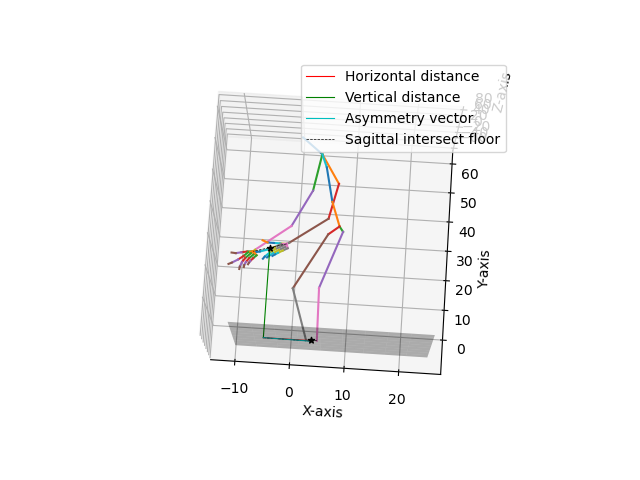 Horizontal distance
Vertical distance
Asymmetry vector
Sagittal intersect floor
Z-axis
60
50
40
30
20
10
0
Y-axis
−10
0
10
20
X-axis